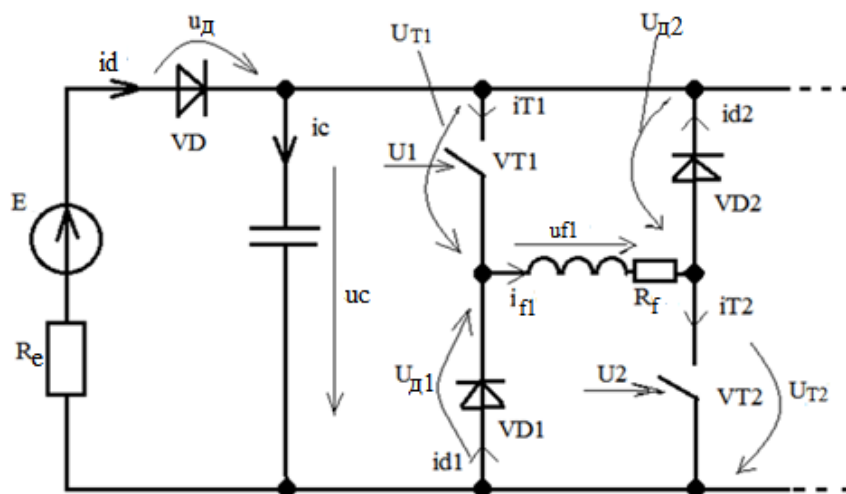 uд
UT1
Uд2
id
iT1
id2
VD
ic
U1
VT1
VD2
E
uf1
uc
if1
Rf
iT2
Re
Uд1
U2
VT2
UT2
VD1
id1